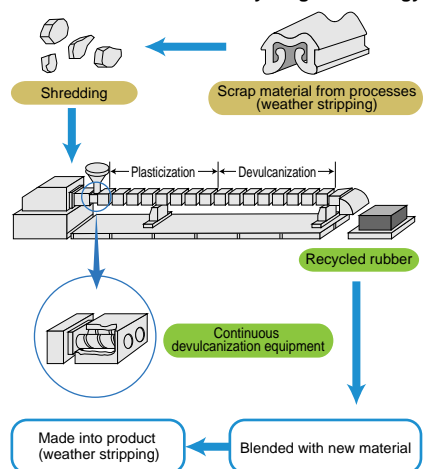 Shredding
Scrap material from processes
(weather stripping)
Plasticization
Devulcanization
Recycled rubber
Continuous
devulcanization equipment
Made into product
(weather stripping)
Blended with new material